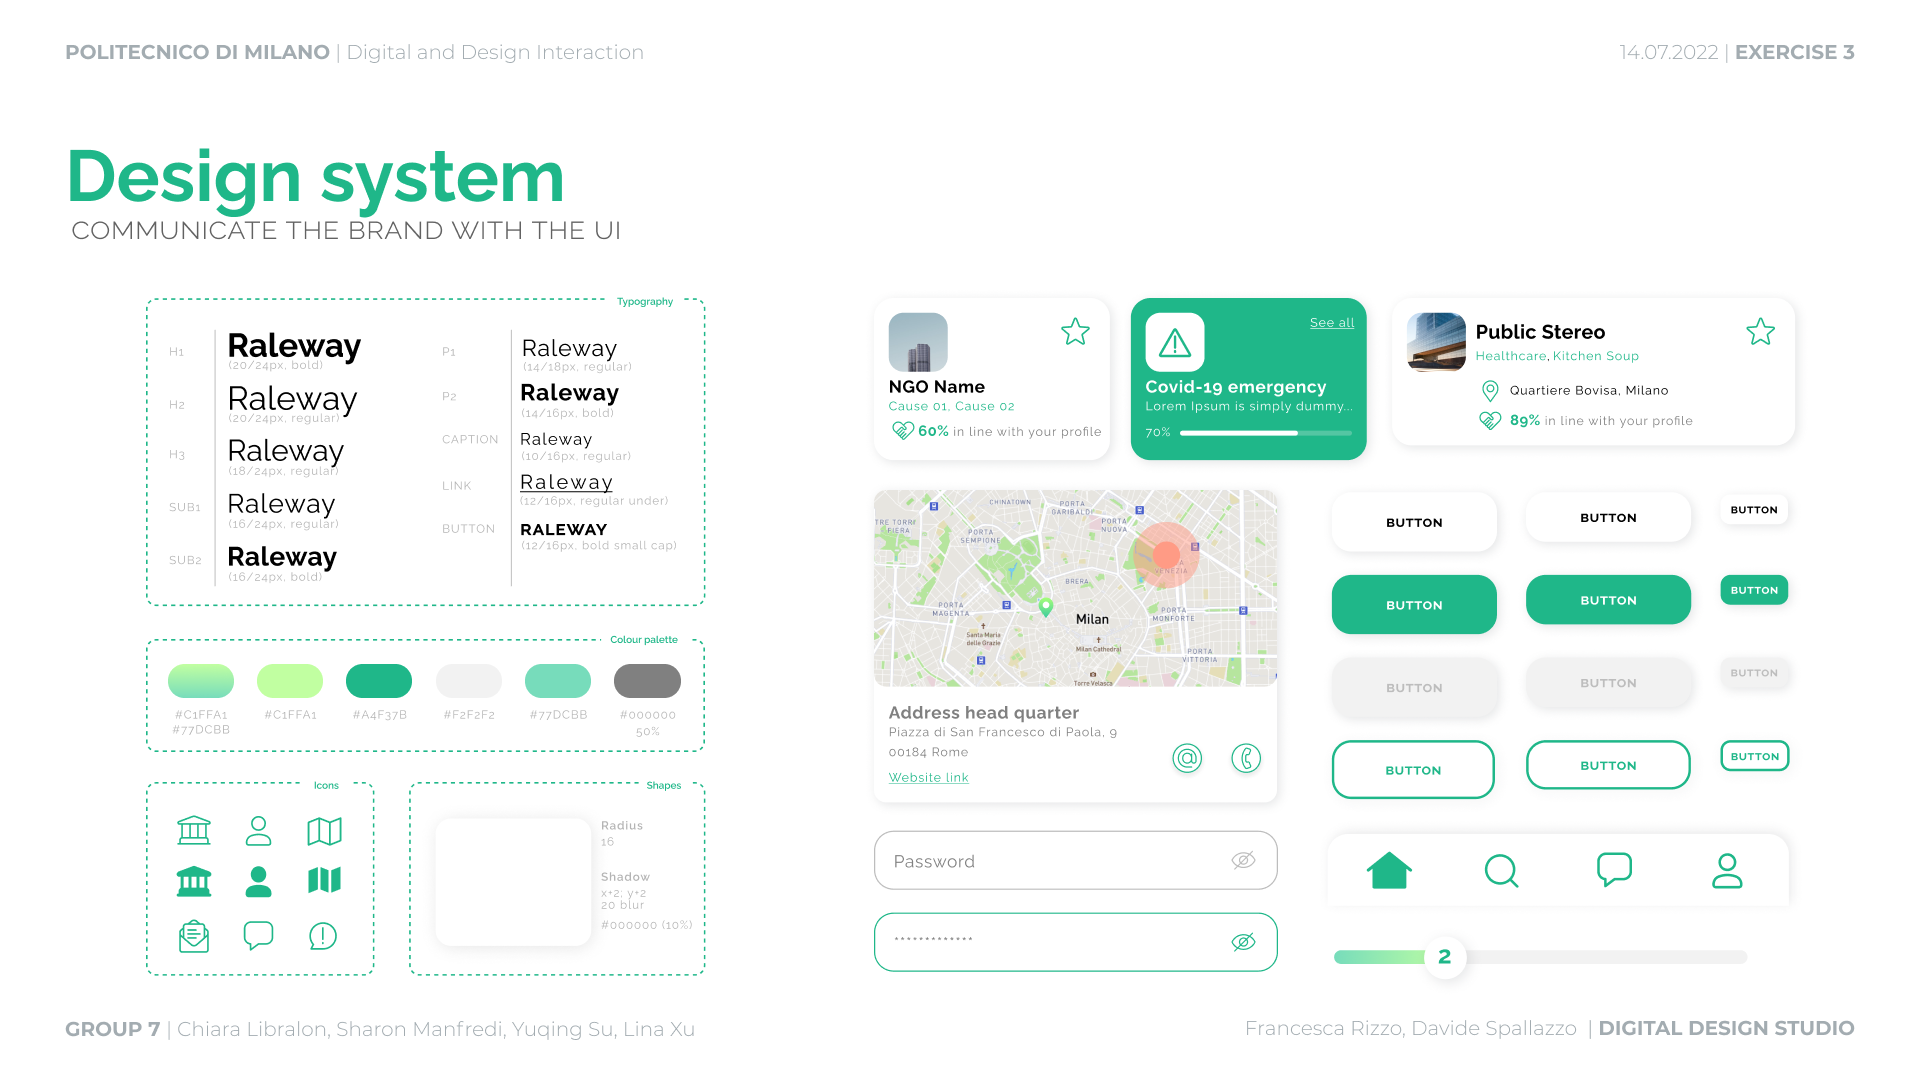 POLITECNICO DI MILANO | Digital and Design Interaction
14.07.2022 | EXERCISE 3
Design system
COMMUNICATE THE BRAND WITH THE UI
Typography
H1
Raleway
(20/24px, bold)
H2
Raleway
(20/24px, regular)
H3
Raleway
(18/24px, regular)
SUB1
Raleway
(16/24px, regular)
SUB2
Raleway
(16/24px, bold)
P1
Raleway
(14/18px, regular)
P2
Raleway
(14/16px, bold)
CAPTION
Raleway
(10/16px, regular)
LINK
Raleway
(12/16px, regular under)
BUTTON
RALEWAY
(12/16px, bold small cap)
Colour palette
#C1FFA1
#77DCBB
#C1FFA1
#A4F37B
#F2F2F2
#77DCBB
#000000
50%
Icons
Shapes
Radius
16
Shadow
x+2, y+2
20 blur
#000000 (10%)
NGO Name
Cause 01, Cause 02
60% in line with your profile
See all
Covid-19 emergency
Lorem Ipsum is simply dummy...
70%
Public Stereo
Healthcare, Kitchen Soup
Quartiere Bovisa, Milano
89% in line with your profile
CHINATOWN
PORTA
GARIBALDI
TRE TORRI
FIERA
PORTA
SEMPIONE
PORTA
NUOVA
VENEZIA
BRERA
PORTA
MAGENTA
PORTA
MONFORTE
Milan
Santa Maria
delle Grazie
Milan Cathedral
PORTA
VITTORIA
Torre Velasca
Address head quarter
Piazza di San Francesco di Paola, 9
00184 Rome
Website link
Password
*************
BUTTON
BUTTON
BUTTON
BUTTON
BUTTON
BUTTON
BUTTON
BUTTON
BUTTON
BUTTON
BUTTON
BUTTON
2
GROUP 7 | Chiara Libralon, Sharon Manfredi, Yuqing Su, Lina Xu
Francesca Rizzo, Davide Spallazzo | DIGITAL DESIGN STUDIO